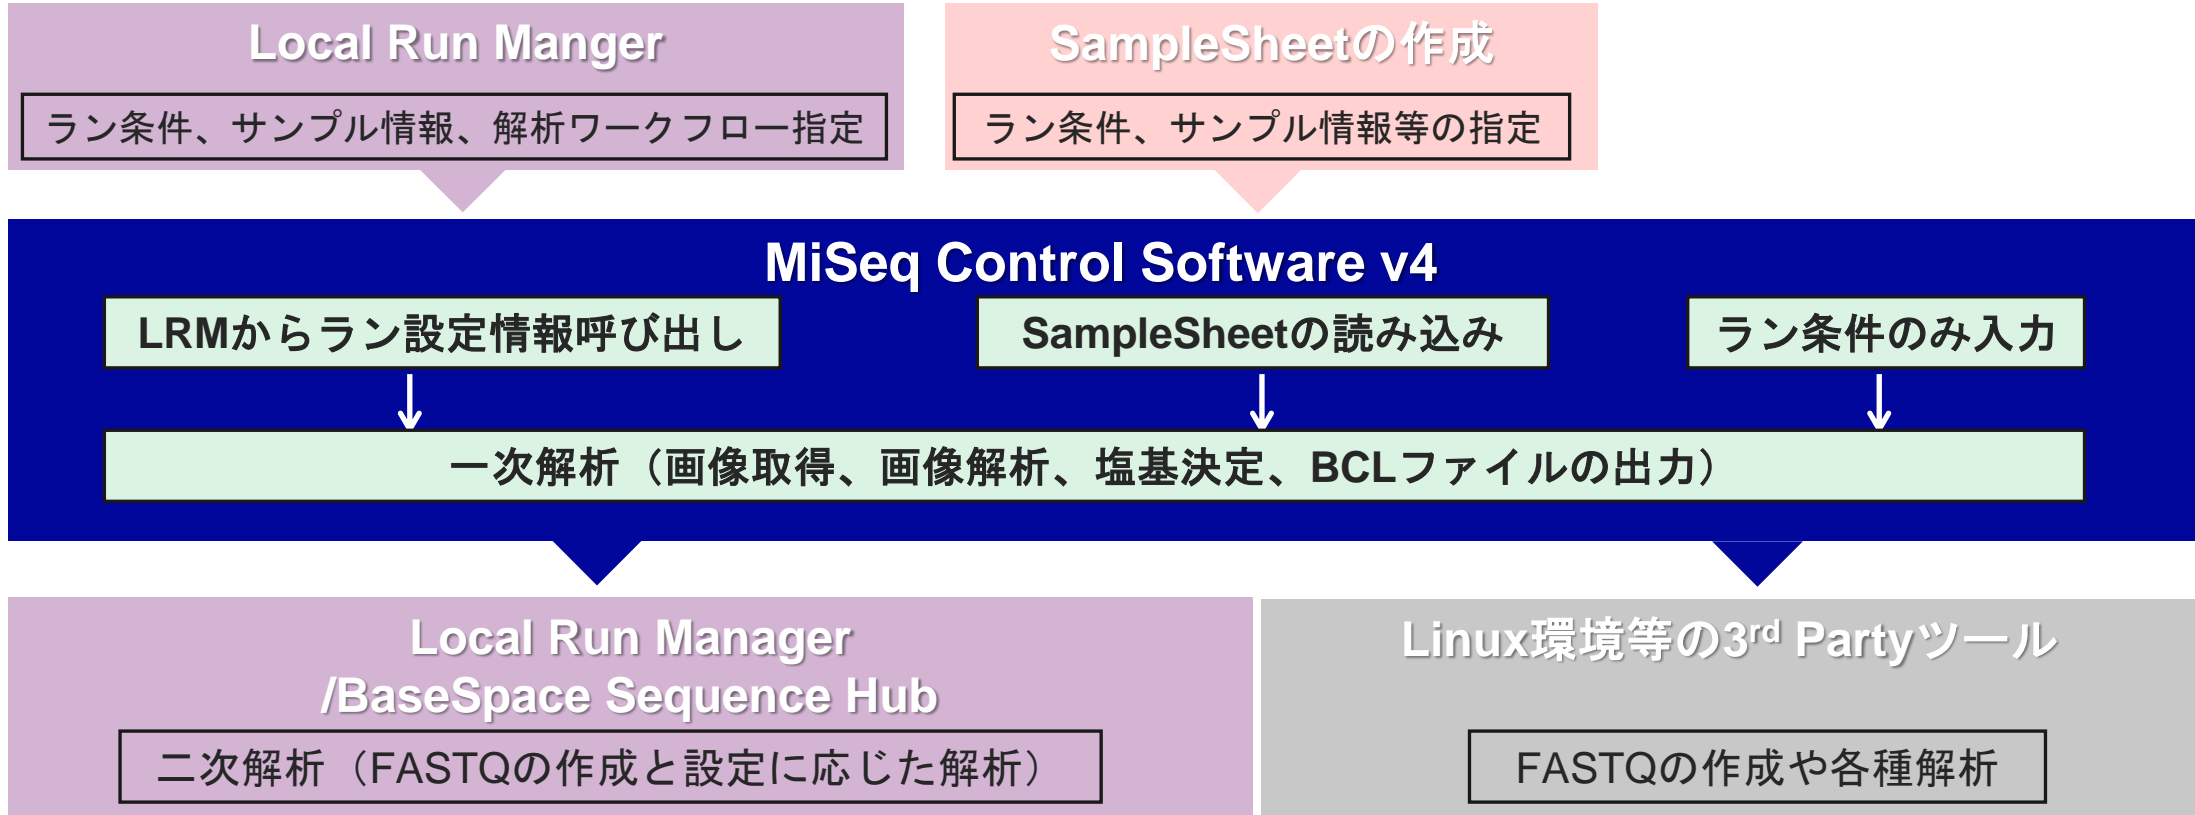 Local Run Manger
ラン条件、サンプル情報、解析ワークフロー指定
SampleSheetの作成
ラン条件、サンプル情報等の指定
MiSeq Control Software v4
LRMからラン設定情報呼び出し
SampleSheetの読み込み
ラン条件のみ入力
一次解析（画像取得、画像解析、塩基決定、BCLファイルの出力）
Local Run Manager
/BaseSpace Sequence Hub
二次解析（FASTQの作成と設定に応じた解析）
Linux環境等の3rd Partyツール
FASTQの作成や各種解析